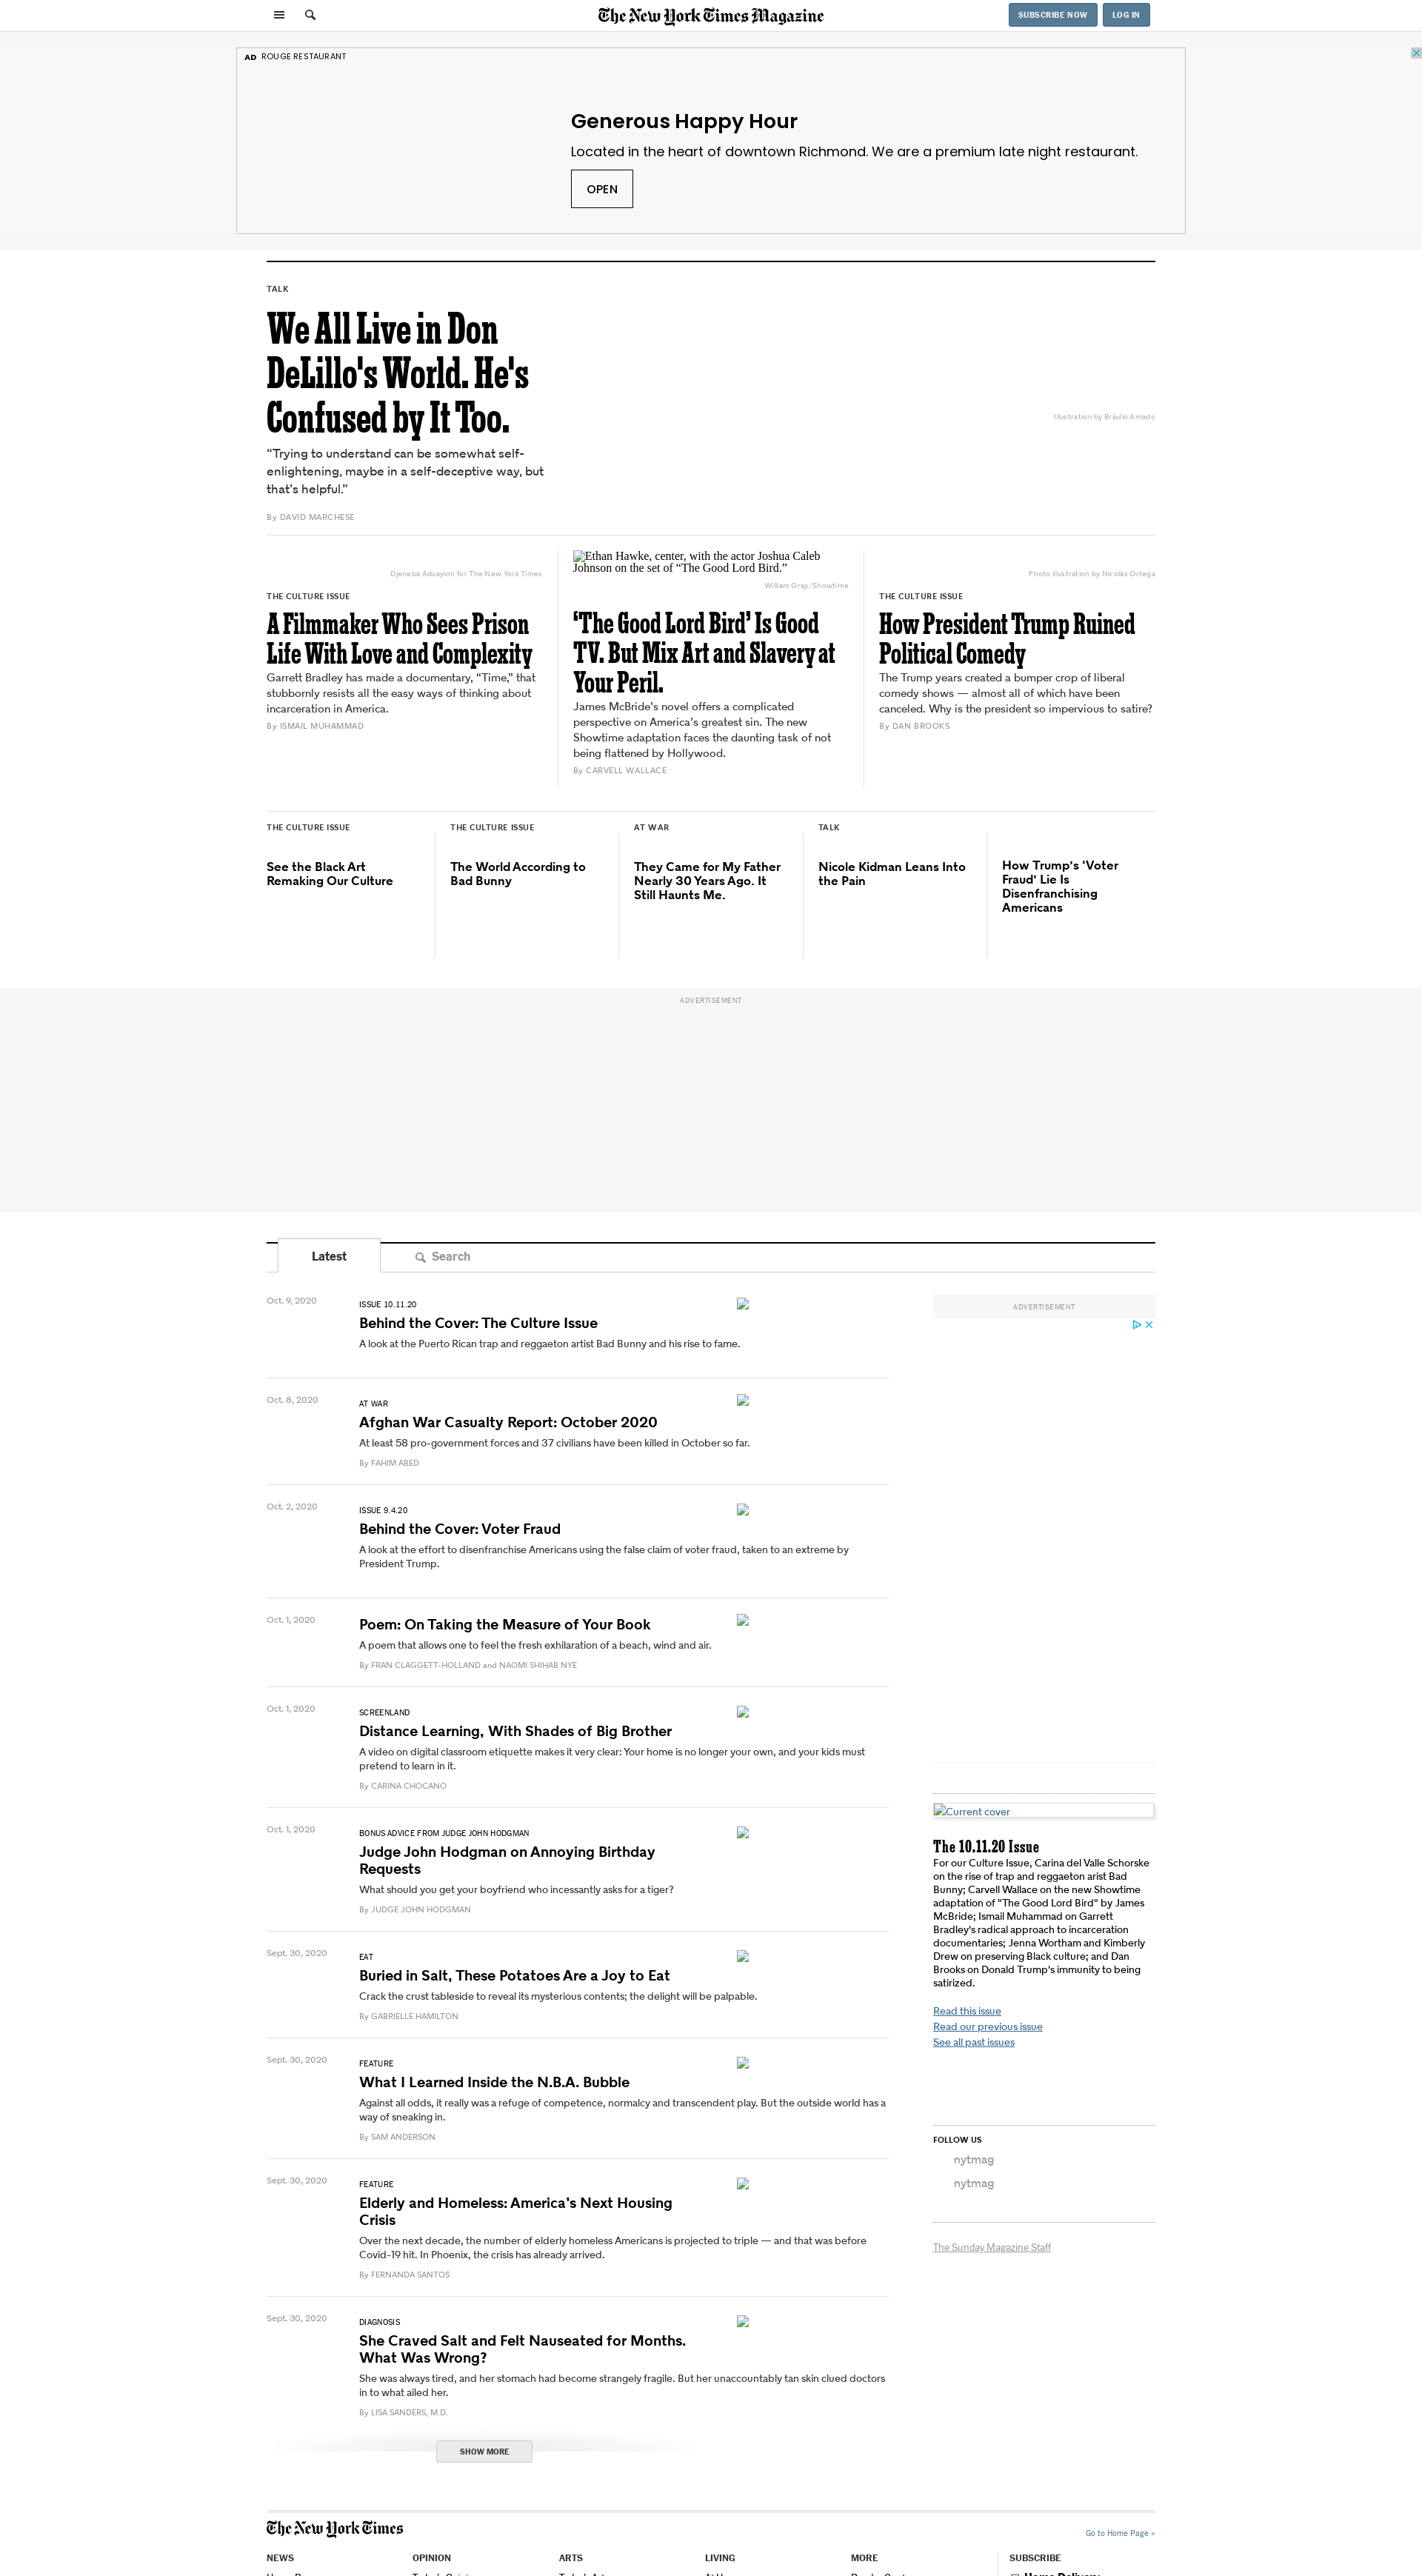 The New York Times Magazine
SUBSCRIBE NOW
LOG IN
AD ROUGE RESTAURANT
Generous Happy Hour
Located in the heart of downtown Richmond. We are a premium late night restaurant.
OPEN
TALK
We All Live in Don
DeLillo's World. He's
Confused by It Too.
“Trying to understand can be somewhat self-
enlightening, maybe in a self-deceptive way, but
that's helpful.”
By DAVID MARCHESE
Illustration by Bráulio Amado
Djeneba Aduayom for The New York Times
THE CULTURE ISSUE
A Filmmaker Who Sees Prison
Life With Love and Complexity
Garrett Bradley has made a documentary, “Time,” that
stubbornly resists all the easy ways of thinking about
incarceration in America.
By ISMAIL MUHAMMAD
Ethan Hawke, center, with the actor Joshua Caleb
Johnson on the set of “The Good Lord Bird.”
William Gray/Showtime
‘The Good Lord Bird’ Is Good
TV. But Mix Art and Slavery at
Your Peril.
James McBride’s novel offers a complicated
perspective on America’s greatest sin. The new
Showtime adaptation faces the daunting task of not
being flattened by Hollywood.
By CARVELL WALLACE
Photo Illustration by Nicolás Ortega
THE CULTURE ISSUE
How President Trump Ruined
Political Comedy
The Trump years created a bumper crop of liberal
comedy shows — almost all of which have been
canceled. Why is the president so impervious to satire?
By DAN BROOKS
THE CULTURE ISSUE
See the Black Art
Remaking Our Culture
THE CULTURE ISSUE
The World According to
Bad Bunny
AT WAR
They Came for My Father
Nearly 30 Years Ago. It
Still Haunts Me.
TALK
Nicole Kidman Leans Into
the Pain
How Trump’s ‘Voter
Fraud’ Lie Is
Disenfranchising
Americans
ADVERTISEMENT
Latest
Search
Oct. 9, 2020
ISSUE 10.11.20
Behind the Cover: The Culture Issue
A look at the Puerto Rican trap and reggaeton artist Bad Bunny and his rise to fame.
Oct. 8, 2020
AT WAR
Afghan War Casualty Report: October 2020
At least 58 pro-government forces and 37 civilians have been killed in October so far.
By FAHIM ABED
Oct. 2, 2020
ISSUE 9.4.20
Behind the Cover: Voter Fraud
A look at the effort to disenfranchise Americans using the false claim of voter fraud, taken to an extreme by
President Trump.
Oct. 1, 2020
Poem: On Taking the Measure of Your Book
A poem that allows one to feel the fresh exhilaration of a beach, wind and air.
By FRAN CLAGGETT-HOLLAND and NAOMI SHIHAB NYE
Oct. 1, 2020
SCREENLAND
Distance Learning, With Shades of Big Brother
A video on digital classroom etiquette makes it very clear: Your home is no longer your own, and your kids must
pretend to learn in it.
By CARINA CHOCANO
Oct. 1, 2020
BONUS ADVICE FROM JUDGE JOHN HODGMAN
Judge John Hodgman on Annoying Birthday
Requests
What should you get your boyfriend who incessantly asks for a tiger?
By JUDGE JOHN HODGMAN
Sept. 30, 2020
EAT
Buried in Salt, These Potatoes Are a Joy to Eat
Crack the crust tableside to reveal its mysterious contents; the delight will be palpable.
By GABRIELLE HAMILTON
Sept. 30, 2020
FEATURE
What I Learned Inside the N.B.A. Bubble
Against all odds, it really was a refuge of competence, normalcy and transcendent play. But the outside world has a
way of sneaking in.
By SAM ANDERSON
Sept. 30, 2020
FEATURE
Elderly and Homeless: America’s Next Housing
Crisis
Over the next decade, the number of elderly homeless Americans is projected to triple — and that was before
Covid-19 hit. In Phoenix, the crisis has already arrived.
By FERNANDA SANTOS
Sept. 30, 2020
DIAGNOSIS
She Craved Salt and Felt Nauseated for Months.
What Was Wrong?
She was always tired, and her stomach had become strangely fragile. But her unaccountably tan skin clued doctors
in to what ailed her.
By LISA SANDERS, M.D.
SHOW MORE
ADVERTISEMENT
Current cover
The 10.11.20 Issue
For our Culture Issue, Carina del Valle Schorske
on the rise of trap and reggaeton arist Bad
Bunny; Carvell Wallace on the new Showtime
adaptation of "The Good Lord Bird" by James
McBride; Ismail Muhammad on Garrett
Bradley's radical approach to incarceration
documentaries; Jenna Wortham and Kimberly
Drew on preserving Black culture; and Dan
Brooks on Donald Trump's immunity to being
satirized.
Read this issue
Read our previous issue
See all past issues
FOLLOW US
nytmag
nytmag
The Sunday Magazine Staff
The New York Times
Go to Home Page »
NEWS
OPINION
ARTS
LIVING
MORE
SUBSCRIBE